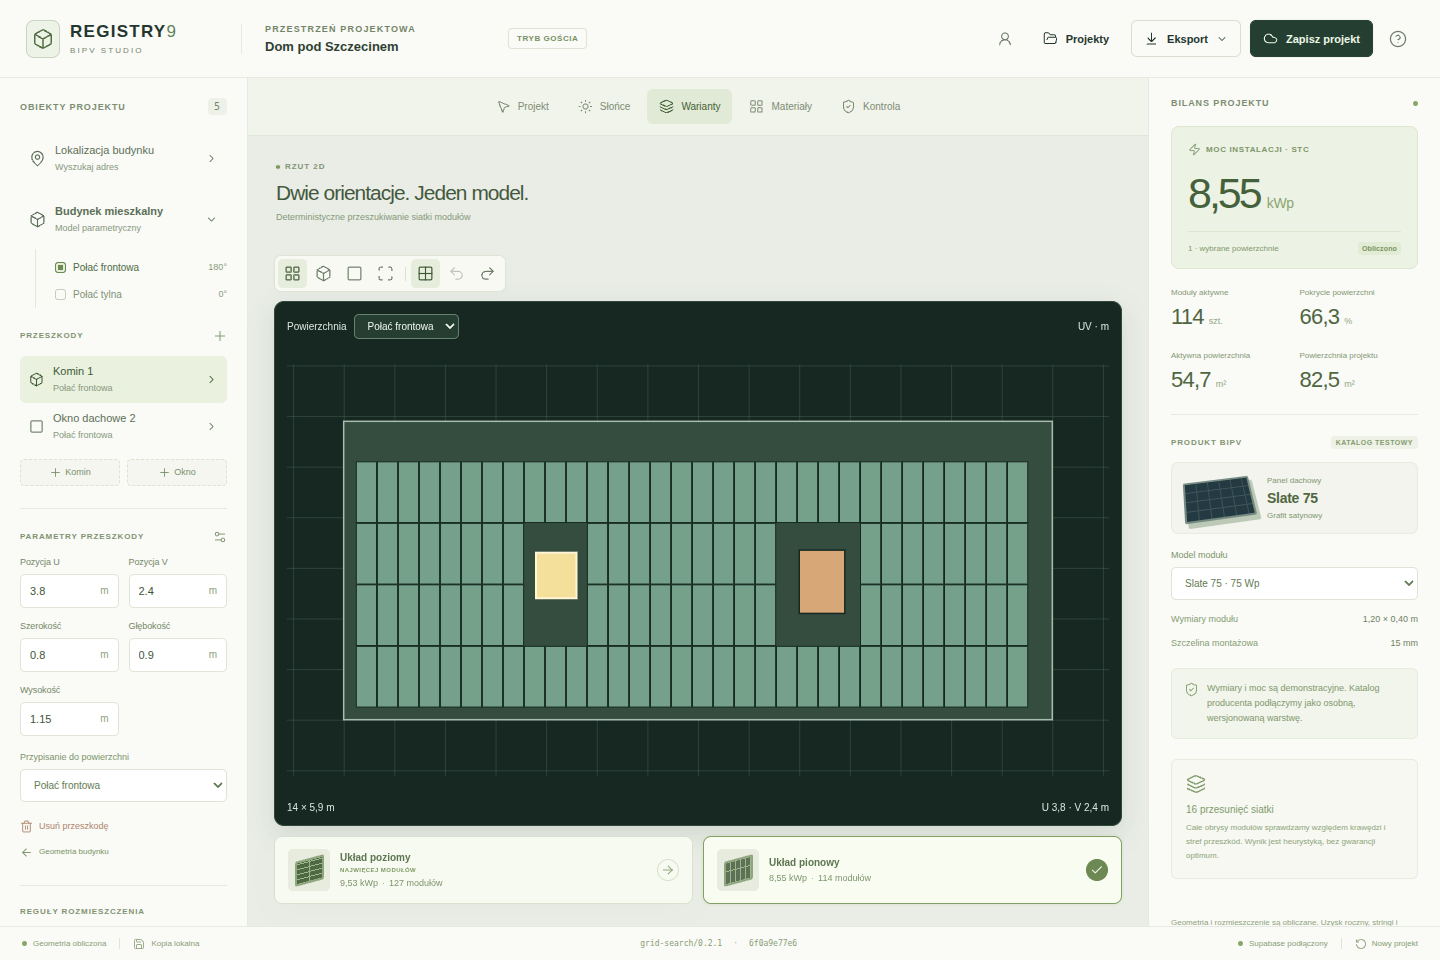 REGISTRY9
BIPV STUDIO
PRZESTRZEŃ PROJEKTOWA
Dom pod Szczecinem
TRYB GOŚCIA
Projekty
Eksport
Zapisz projekt
OBIEKTY PROJEKTU
5
Lokalizacja budynku
Wyszukaj adres
Budynek mieszkalny
Model parametryczny
Połać frontowa 180°
Połać tylna 0°
PRZESZKODY
Komin 1
Połać frontowa
Okno dachowe 2
Połać frontowa
Komin
Okno
PARAMETRY PRZESZKODY
Pozycja U
Pozycja V
3.8 m
2.4 m
Szerokość
Głębokość
0.8 m
0.9 m
Wysokość
1.15 m
Przypisanie do powierzchni
Połać frontowa
Usuń przeszkodę
Geometria budynku
REGUŁY ROZMIESZCZENIA
Projekt
Słońce
Warianty
Materiały
Kontrola
RZUT 2D
Dwie orientacje. Jeden model.
Deterministyczne przeszukiwanie siatki modułów
Powierzchnia
Połać frontowa
UV · m
14 × 5,9 m
U 3,8 · V 2,4 m
Układ poziomy
NAJWIĘCEJ MODUŁÓW
9,53 kWp · 127 modułów
Układ pionowy
8,55 kWp · 114 modułów
BILANS PROJEKTU
MOC INSTALACJI · STC
8,55 kWp
1 · wybrane powierzchnie
Obliczono
Moduły aktywne
Pokrycie powierzchni
114 szt.
66,3 %
Aktywna powierzchnia
Powierzchnia projektu
54,7 m²
82,5 m²
PRODUKT BIPV
KATALOG TESTOWY
Panel dachowy
Slate 75
Grafit satynowy
Model modułu
Slate 75 · 75 Wp
Wymiary modułu 1,20 × 0,40 m
Szczelina montażowa 15 mm
Wymiary i moc są demonstracyjne. Katalog
producenta podłączymy jako osobną,
wersjonowaną warstwę.
16 przesunięć siatki
Całe obrysy modułów sprawdzamy względem krawędzi i
stref przeszkód. Wynik jest heurystyką, bez gwarancji
optimum.
Geometria i rozmieszczenie są obliczane. Uzysk roczny, stringi i
Geometria obliczona
Kopia lokalna
grid-search/0.2.1 · 6f0a9e77e6
Supabase podłączony
Nowy projekt